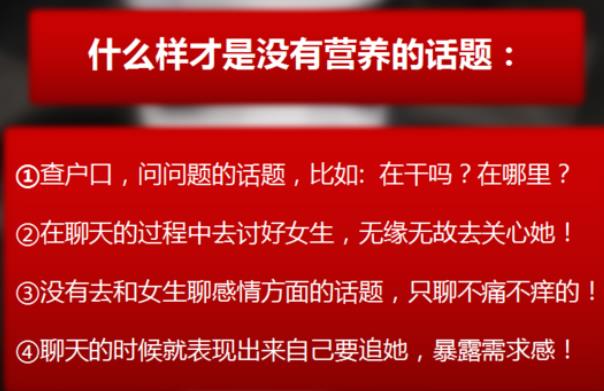 什么样才是没有营养的话题：
①查户口，问问题的话题，比如: 在干吗？在哪里？
②在聊天的过程中去讨好女生，无缘无故去关心她！
③没有去和女生聊感情方面的话题，只聊不痛不痒的！
④聊天的时候就表现出来自己要追她，暴露需求感！